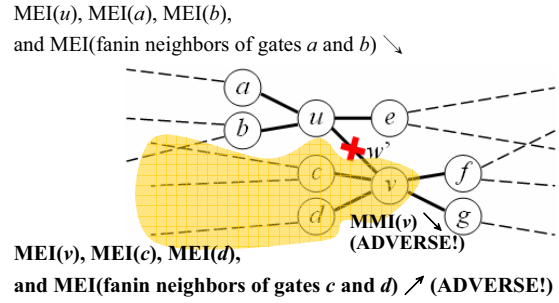 MEI(u), MEI(a), MEI(b),
and MEI(fanin neighbors of gates a and b) ↘
a
b
u
e
w’
c
v
f
d
g
MMI(v) ↘
(ADVERSE!)
MEI(v), MEI(c), MEI(d),
and MEI(fanin neighbors of gates c and d) ↗ (ADVERSE!)